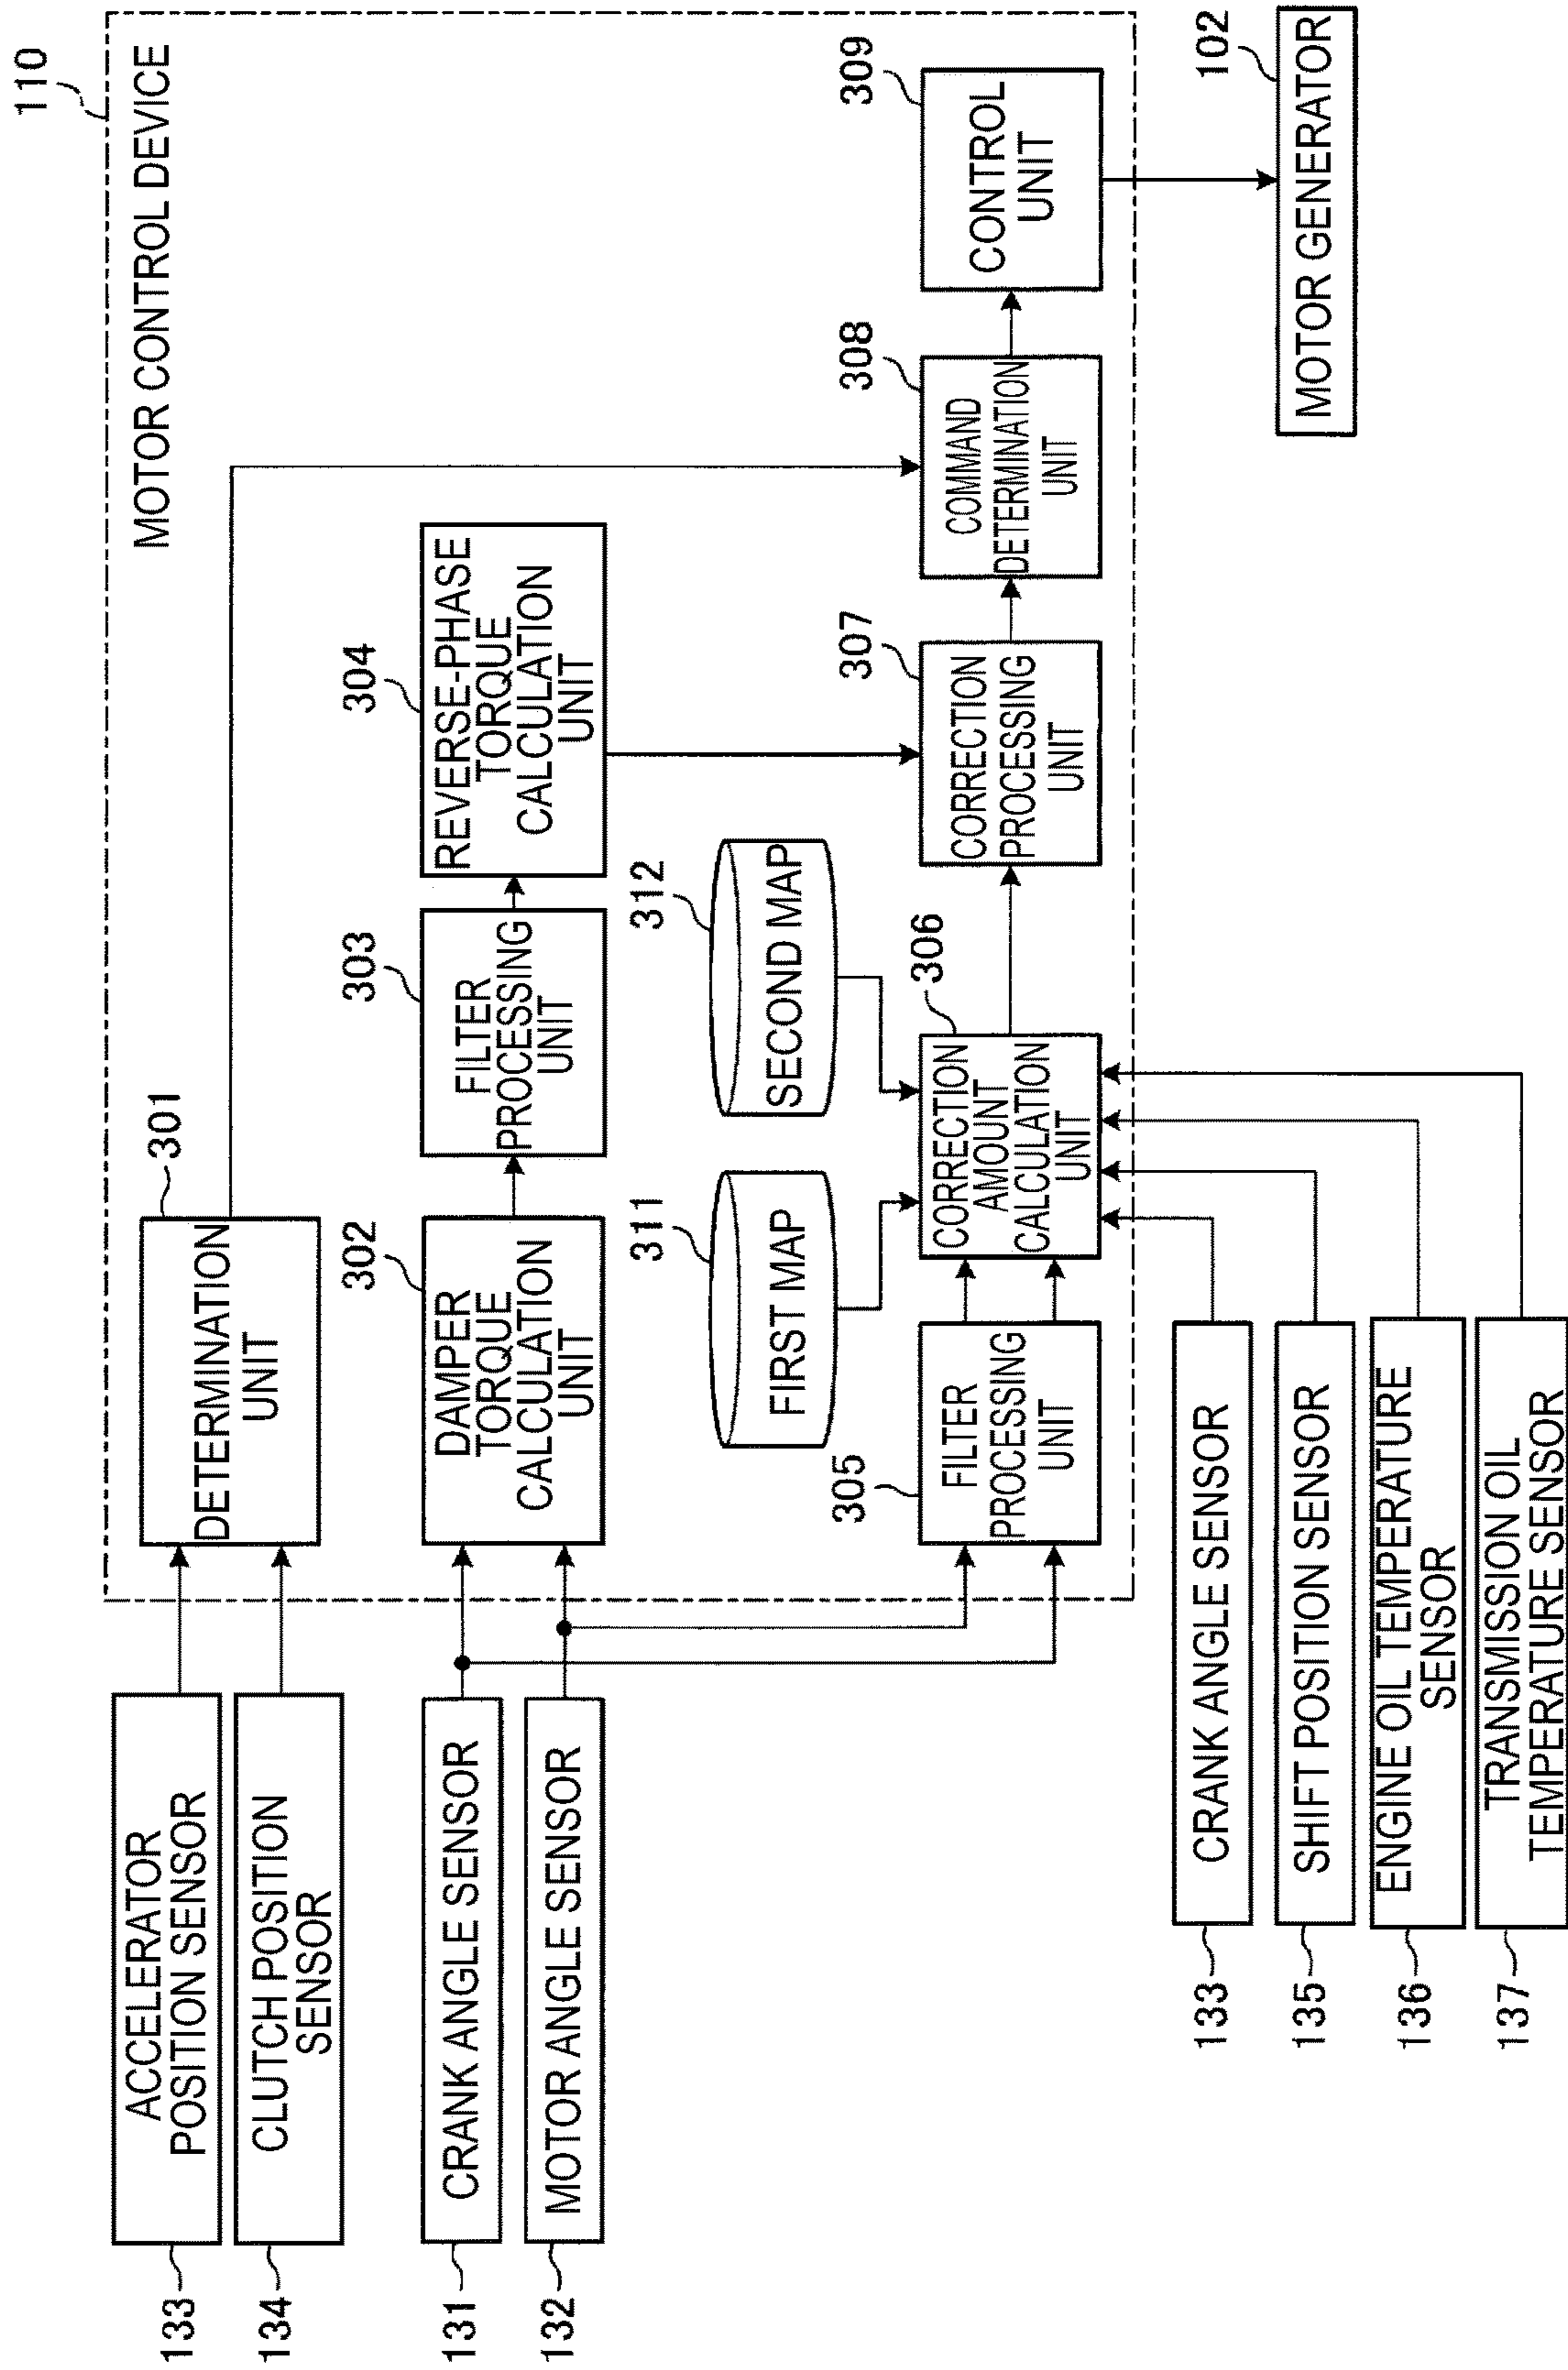 110
MOTOR CONTROL DEVICE
133
ACCELERATOR
POSITION SENSOR
134
CLUTCH POSITION
SENSOR
301
DETERMINATION
UNIT
131
CRANK ANGLE SENSOR
132
MOTOR ANGLE SENSOR
302
DAMPER
TORQUE
CALCULATION
UNIT
303
FILTER
PROCESSING
UNIT
304
REVERSE-PHASE
TORQUE
CALCULATION
UNIT
311
FIRST MAP
312
SECOND MAP
305
FILTER
PROCESSING
UNIT
306
CORRECTION
AMOUNT
CALCULATION
UNIT
307
CORRECTION
PROCESSING
UNIT
308
COMMAND
DETERMINATION
UNIT
309
CONTROL
UNIT
102
MOTOR GENERATOR
133
CRANK ANGLE SENSOR
135
SHIFT POSITION SENSOR
136
ENGINE OIL TEMPERATURE
SENSOR
137
TRANSMISSION OIL
TEMPERATURE SENSOR